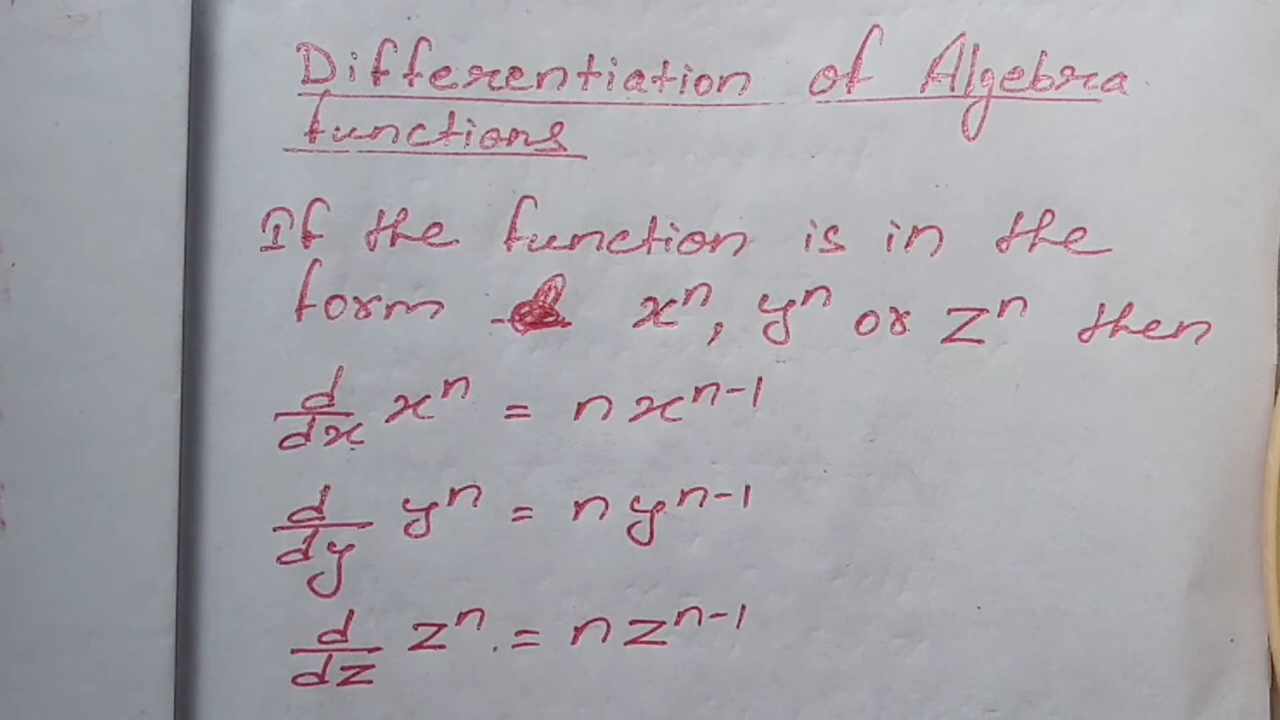 Differentiation of Algebra
functions
If the function is in the
form xⁿ, yⁿ or zⁿ then
d/dx xⁿ = nxⁿ⁻¹
d/dy yⁿ = nyⁿ⁻¹
d/dz zⁿ = nzⁿ⁻¹